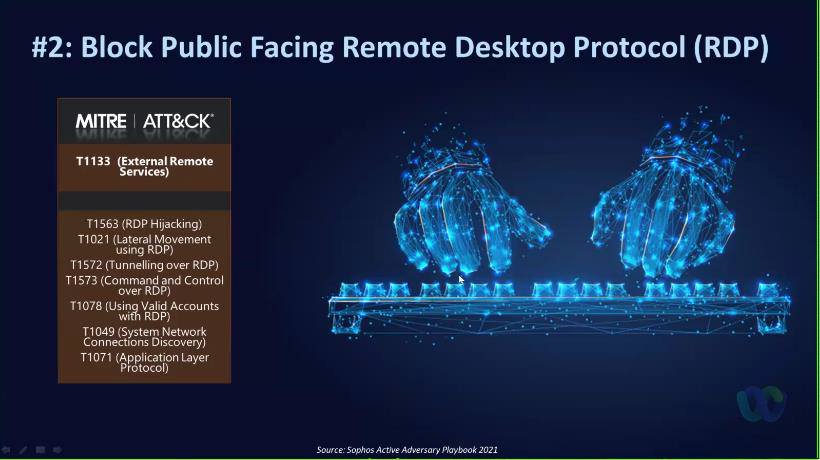 #2: Block Public Facing Remote Desktop Protocol (RDP)
MITRE | ATT&CK®
T1133 (External Remote
Services)
T1563 (RDP Hijacking)
T1021 (Lateral Movement
using RDP)
T1572 (Tunnelling over RDP)
T1573 (Command and Control
over RDP)
T1078 (Using Valid Accounts
with RDP)
T1049 (System Network
Connections Discovery)
T1071 (Application Layer
Protocol)
Source: Sophos Active Adversary Playbook 2021